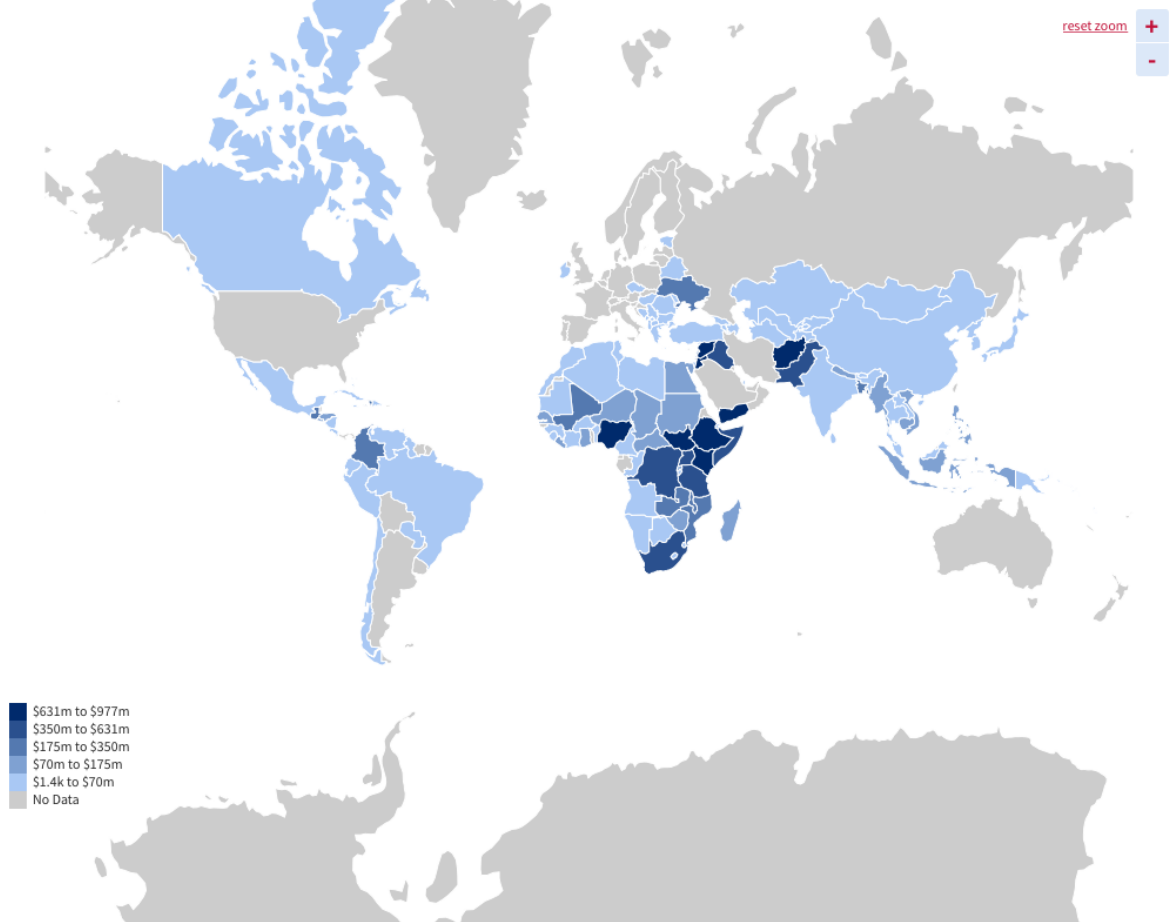 reset zoom
+
-
$631m to $977m
$350m to $631m
$175m to $350m
$70m to $175m
$1.4k to $70m
No Data